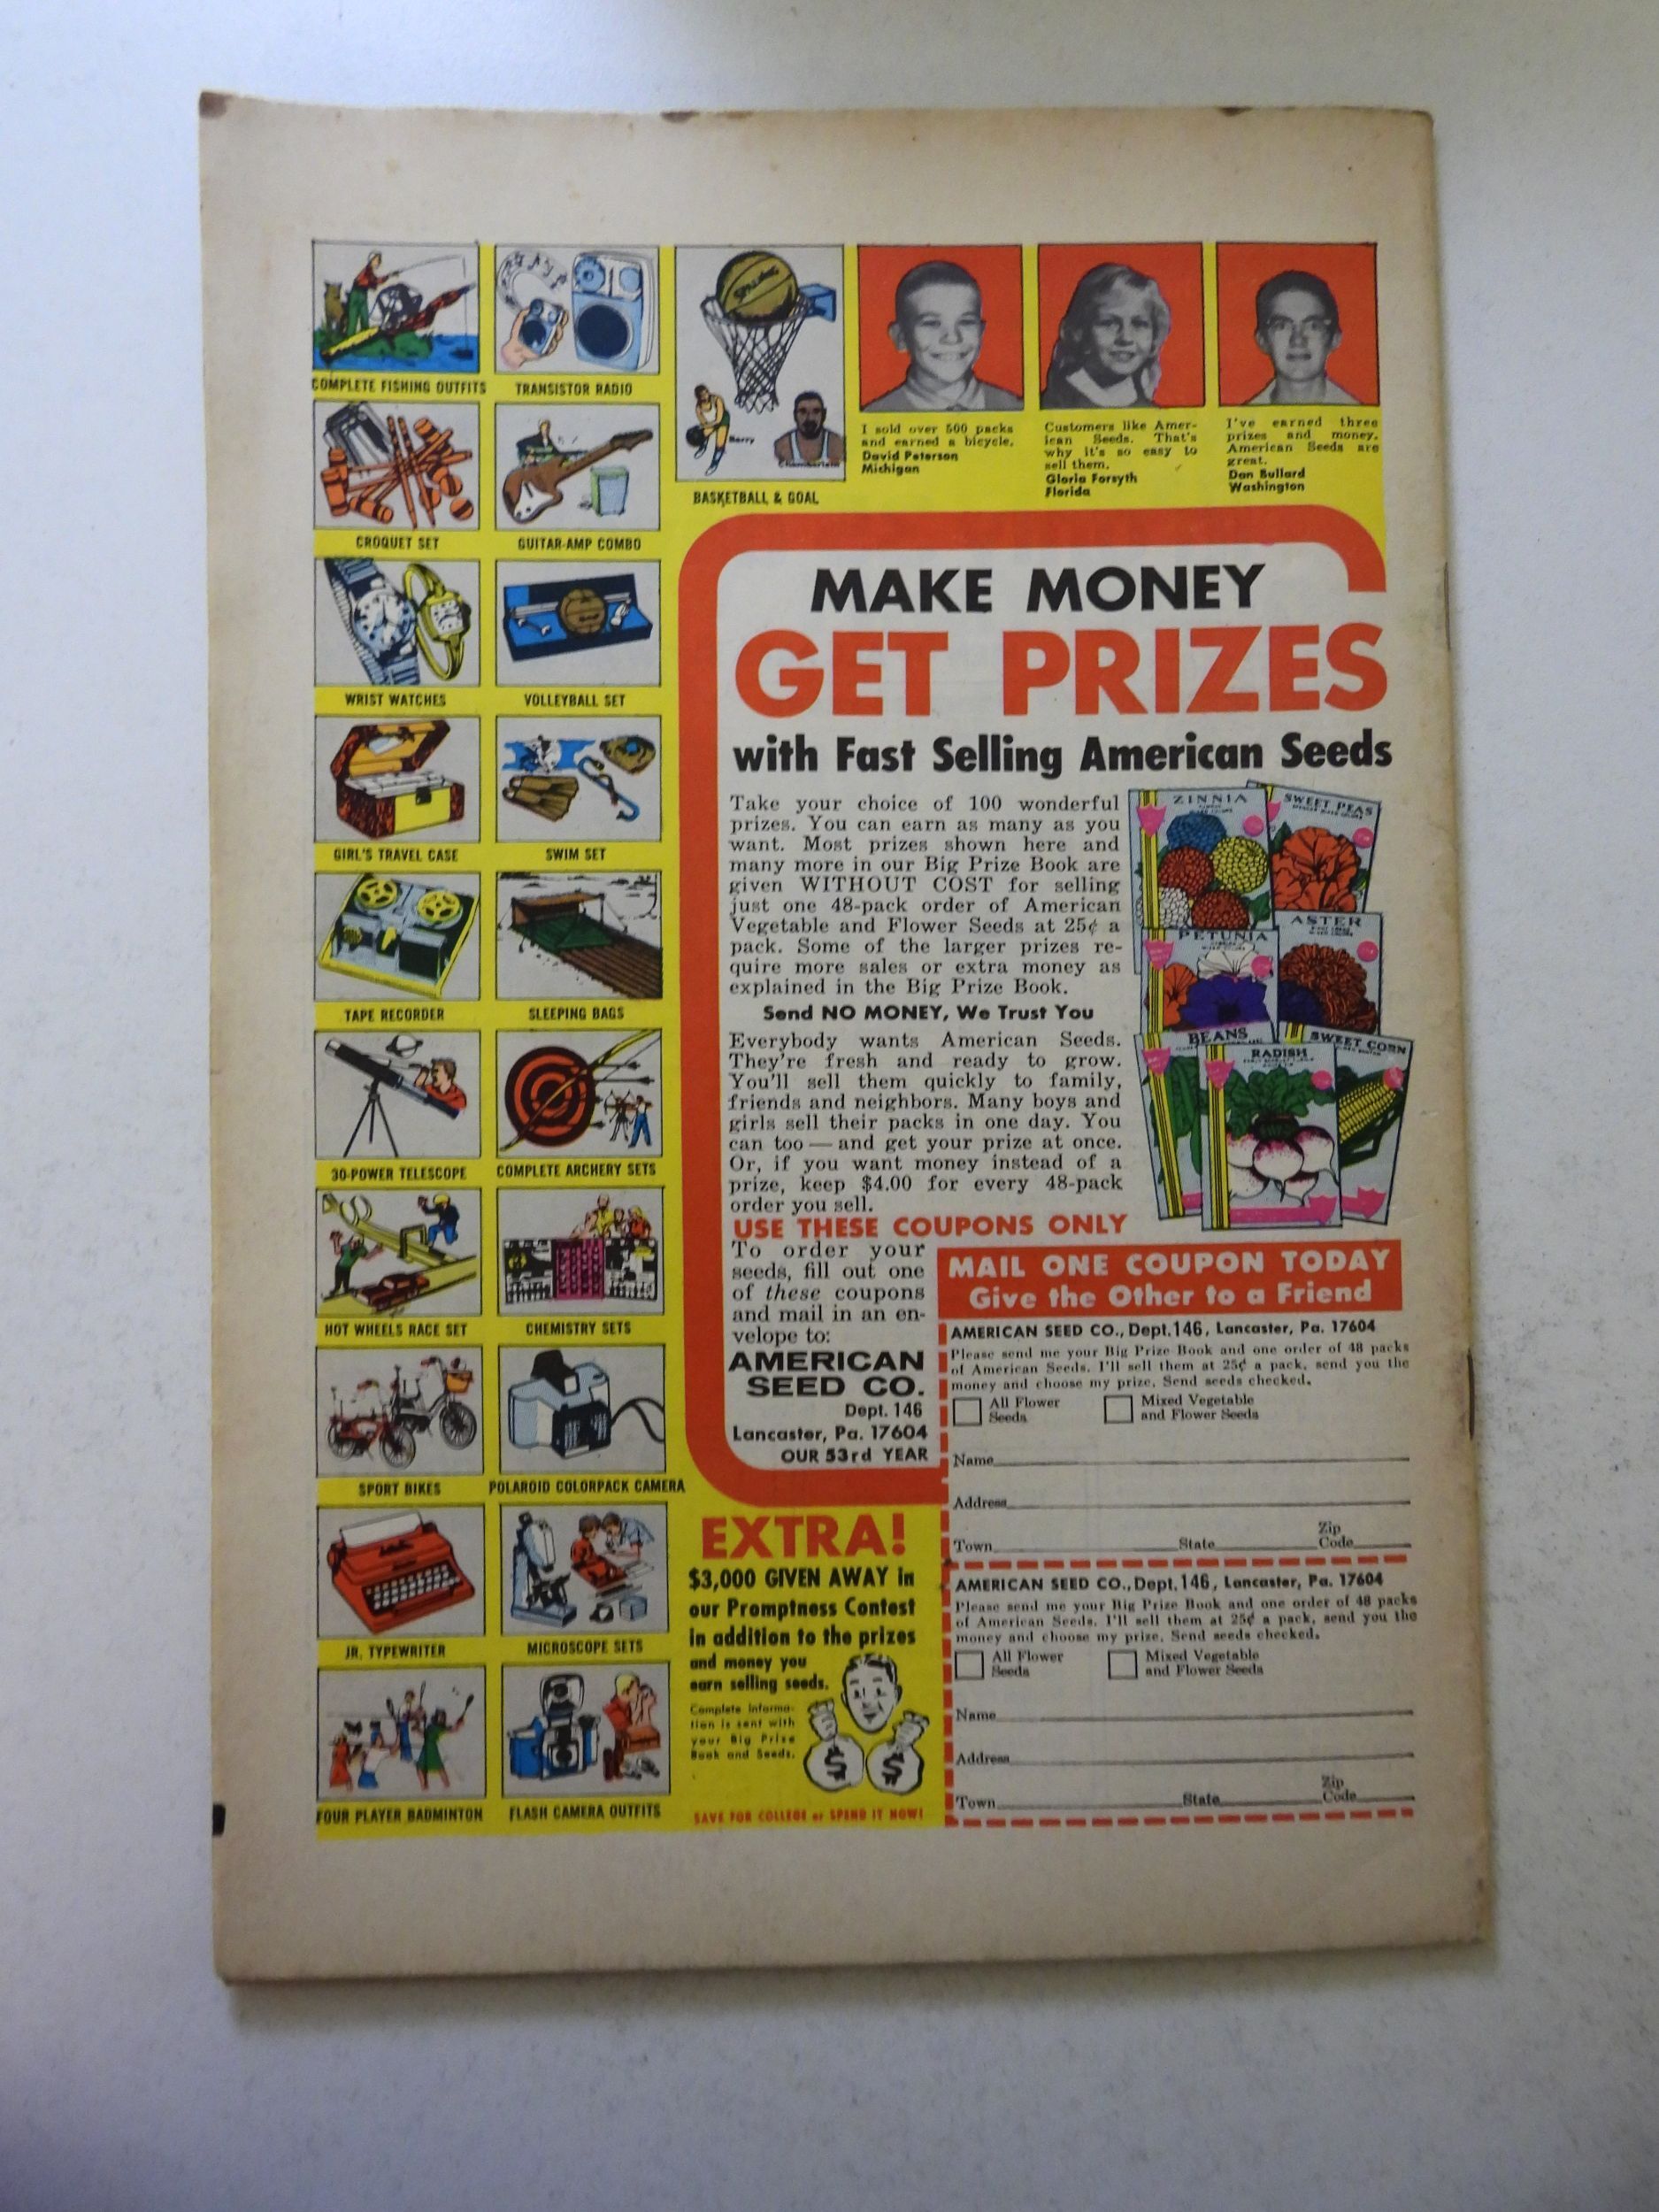 COMPLETE FISHING OUTFITS
TRANSISTOR RADIO
CROQUET SET
GUITAR-AMP COMBO
WRIST WATCHES
VOLLEYBALL SET
GIRL'S TRAVEL CASE
SWIM SET
TAPE RECORDER
SLEEPING BAGS
30-POWER TELESCOPE
COMPLETE ARCHERY SETS
HOT WHEELS RACE SET
CHEMISTRY SETS
SPORT BIKES
POLAROID COLORPACK CAMERA
JR. TYPEWRITER
MICROSCOPE SETS
FOUR PLAYER BADMINTON
FLASH CAMERA OUTFITS
Spalding
Barry
Chamberlain
BASKETBALL & GOAL
I sold over 500 packs
and earned a bicycle.
David Peterson
Michigan
Customers like Amer-
ican Seeds. That's
why it's so easy to
sell them.
Gloria Forsyth
Florida
I've earned three
prizes and money.
American Seeds are
great.
Dan Bullard
Washington
MAKE MONEY
GET PRIZES
with Fast Selling American Seeds
Take your choice of 100 wonderful
prizes. You can earn as many as you
want. Most prizes shown here and
many more in our Big Prize Book are
given WITHOUT COST for selling
just one 48-pack order of American
Vegetable and Flower Seeds at 25¢ a
pack. Some of the larger prizes re-
quire more sales or extra money as
explained in the Big Prize Book.
Send NO MONEY, We Trust You
Everybody wants American Seeds.
They're fresh and ready to grow.
You'll sell them quickly to family,
friends and neighbors. Many boys and
girls sell their packs in one day. You
can too — and get your prize at once.
Or, if you want money instead of a
prize, keep $4.00 for every 48-pack
order you sell.
ZINNIA
SWEET PEAS
PETUNIA
ASTER
BEANS
RADISH
SWEET CORN
USE THESE COUPONS ONLY
To order your
seeds, fill out one
of these coupons
and mail in an en-
velope to:
AMERICAN
SEED CO.
Dept. 146
Lancaster, Pa. 17604
OUR 53rd YEAR
MAIL ONE COUPON TODAY
Give the Other to a Friend
AMERICAN SEED CO., Dept. 146, Lancaster, Pa. 17604
Please send me your Big Prize Book and one order of 48 packs
of American Seeds. I'll sell them at 25¢ a pack, send you the
money and choose my prize. Send seeds checked.
All Flower
Seeds
Mixed Vegetable
and Flower Seeds
Name
Address
Town State Zip Code
AMERICAN SEED CO., Dept. 146, Lancaster, Pa. 17604
Please send me your Big Prize Book and one order of 48 packs
of American Seeds. I'll sell them at 25¢ a pack, send you the
money and choose my prize. Send seeds checked.
All Flower
Seeds
Mixed Vegetable
and Flower Seeds
Name
Address
Town State Zip Code
EXTRA!
$3,000 GIVEN AWAY in
our Promptness Contest
in addition to the prizes
and money you
earn selling seeds.
Complete informa-
tion is sent with
your Big Prize
Book and Seeds.
$ $
SAVE FOR COLLEGE or SPEND IT NOW!